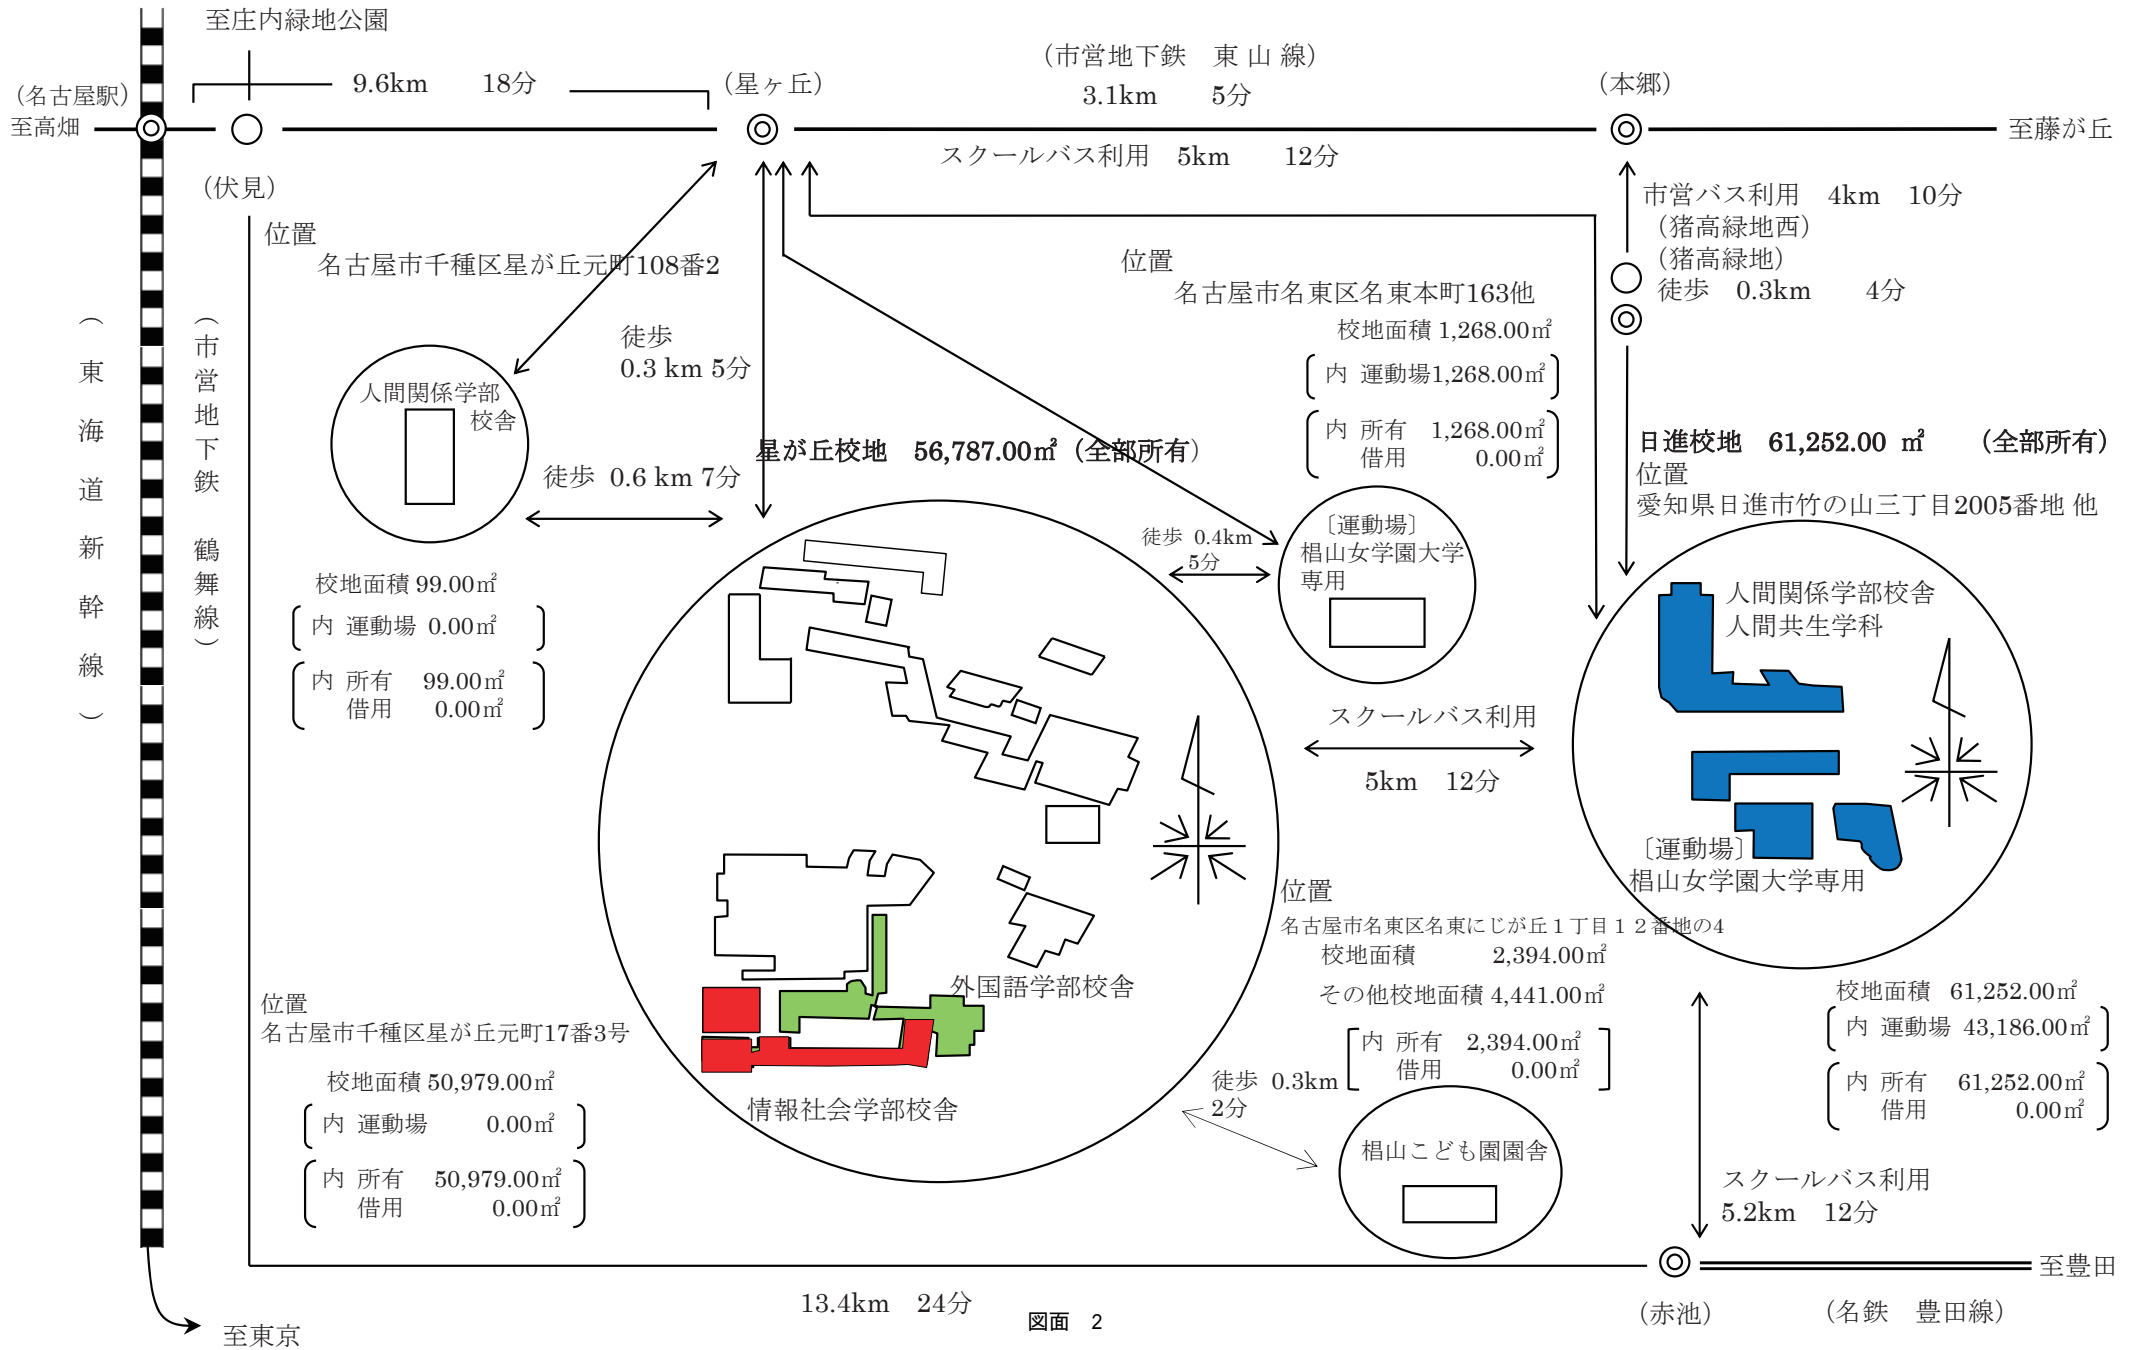 至庄内緑地公園
(名古屋駅)
至高畑
9.6km 18分
(星ヶ丘)
(市営地下鉄 東山線)
3.1km 5分
(本郷)
至藤が丘
スクールバス利用 5km 12分
(伏見)
市営バス利用 4km 10分
(猪高緑地西)
(猪高緑地)
徒歩 0.3km 4分
位置
名古屋市千種区星が丘元町108番2
位置
名古屋市名東区名東本町163他
校地面積 1,268.00㎡
内 運動場1,268.00㎡
内 所有 1,268.00㎡
借用 0.00㎡
(東海道新幹線)
(市営地下鉄 鶴舞線)
徒歩
0.3 km 5分
人間関係学部
校舎
徒歩 0.6 km 7分
星が丘校地 56,787.00㎡(全部所有)
日進校地 61,252.00 ㎡ (全部所有)
位置
愛知県日進市竹の山三丁目2005番地 他
徒歩 0.4km
5分
〔運動場〕
椙山女学園大学
専用
人間関係学部校舎
人間共生学科
校地面積 99.00㎡
内 運動場 0.00㎡
内 所有 99.00㎡
借用 0.00㎡
スクールバス利用
5km 12分
〔運動場〕
椙山女学園大学専用
位置
名古屋市名東区名東にじが丘1丁目12番地の4
校地面積 2,394.00㎡
その他校地面積 4,441.00㎡
内 所有 2,394.00㎡
借用 0.00㎡
外国語学部校舎
情報社会学部校舎
位置
名古屋市千種区星が丘元町17番3号
校地面積 50,979.00㎡
内 運動場 0.00㎡
内 所有 50,979.00㎡
借用 0.00㎡
徒歩 0.3km
2分
椙山こども園園舎
校地面積 61,252.00㎡
内 運動場 43,186.00㎡
内 所有 61,252.00㎡
借用 0.00㎡
スクールバス利用
5.2km 12分
至豊田
13.4km 24分
(赤池)
(名鉄 豊田線)
至東京
図面 2